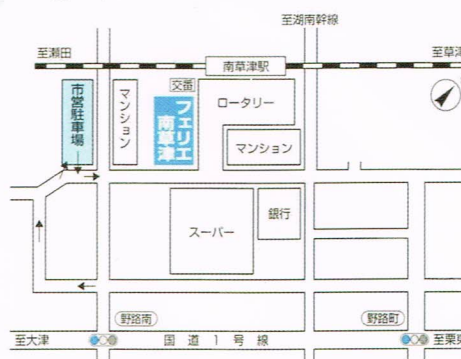 至湖南幹線
至瀬田
南草津駅
至草
市営駐車場
マンション
交番
フェリエ
南草津
ロータリー
マンション
スーパー
銀行
野路南
野路町
至大津
国道1号線
至栗東